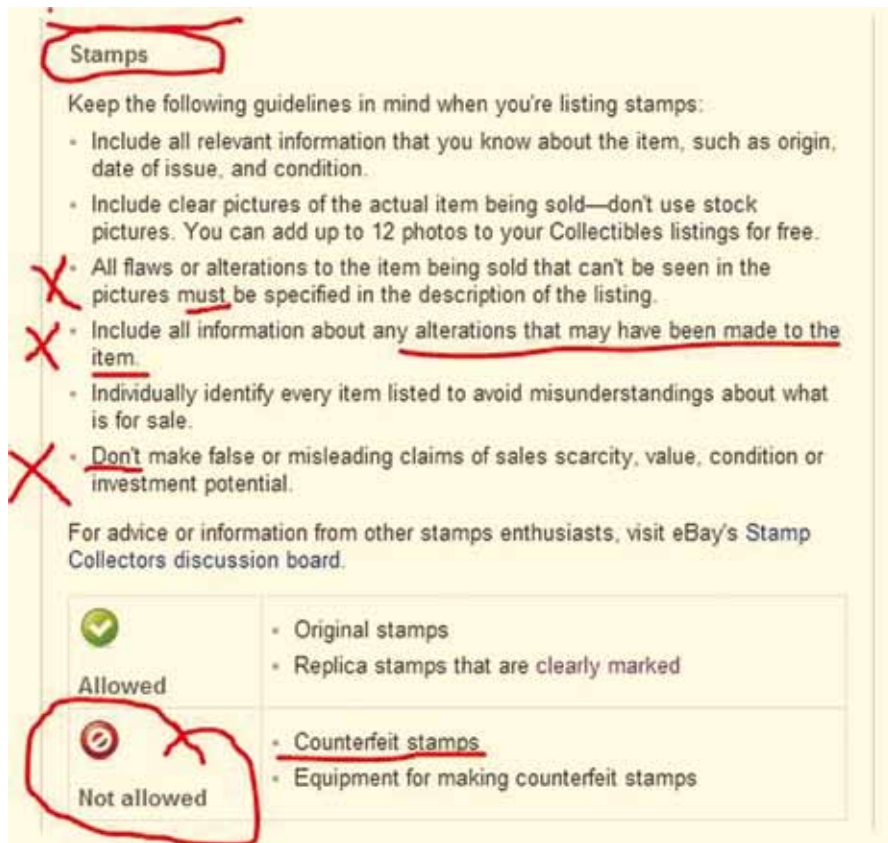 Stamps
Keep the following guidelines in mind when you're listing stamps:
Include all relevant information that you know about the item, such as origin,
date of issue, and condition.
Include clear pictures of the actual item being sold—don't use stock
pictures. You can add up to 12 photos to your Collectibles listings for free.
All flaws or alterations to the item being sold that can't be seen in the
pictures must be specified in the description of the listing.
Include all information about any alterations that may have been made to the
item.
Individually identify every item listed to avoid misunderstandings about what
is for sale.
Don't make false or misleading claims of sales scarcity, value, condition or
investment potential.
For advice or information from other stamps enthusiasts, visit eBay's Stamp
Collectors discussion board.
Allowed
Original stamps
Replica stamps that are clearly marked
Not allowed
Counterfeit stamps
Equipment for making counterfeit stamps